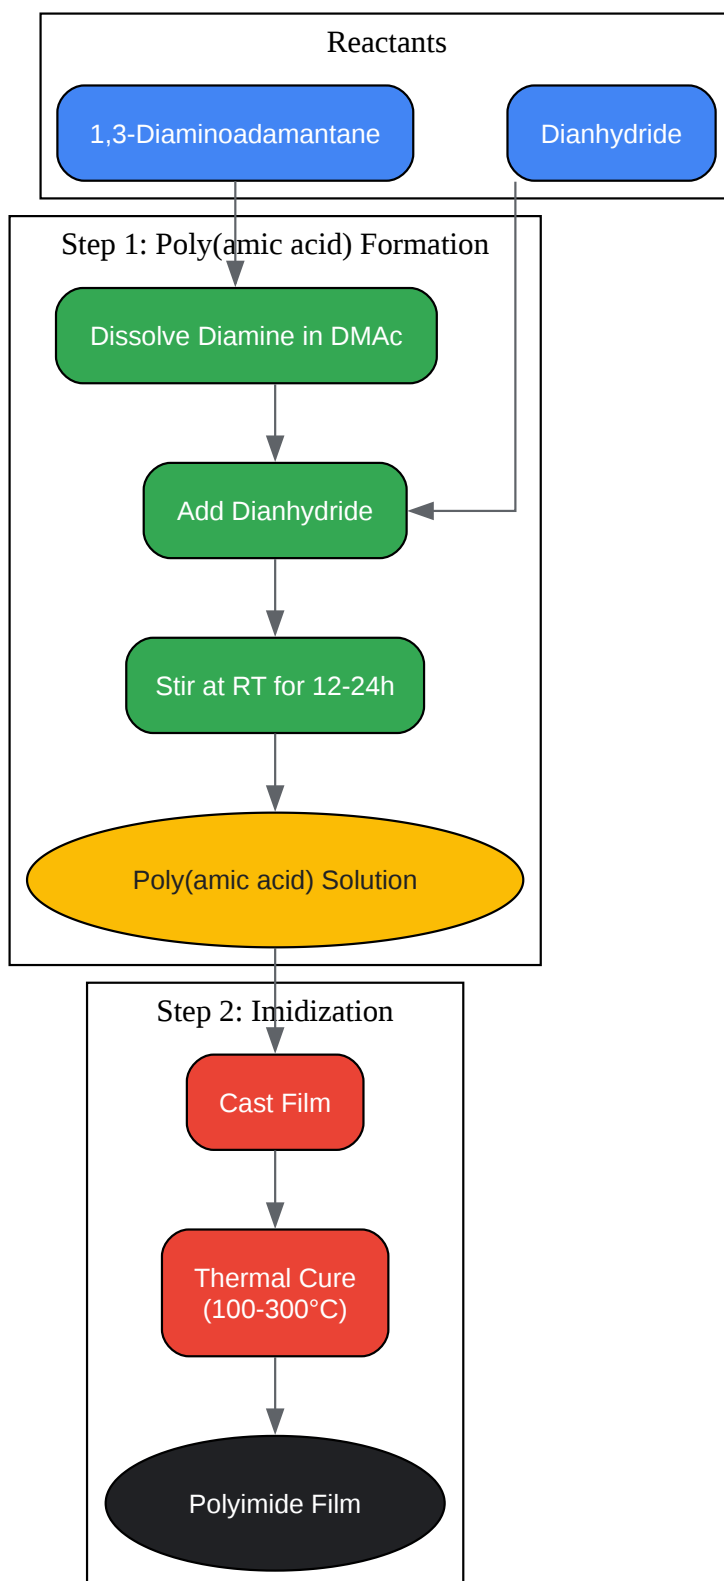 Reactants
1,3-Diaminoadamantane
Dianhydride
Step 1: Poly(amic acid) Formation
Dissolve Diamine in DMAc
Add Dianhydride
Stir at RT for 12-24h
Poly(amic acid) Solution
Step 2: Imidization
Cast Film
Thermal Cure
(100-300°C)
Polyimide Film